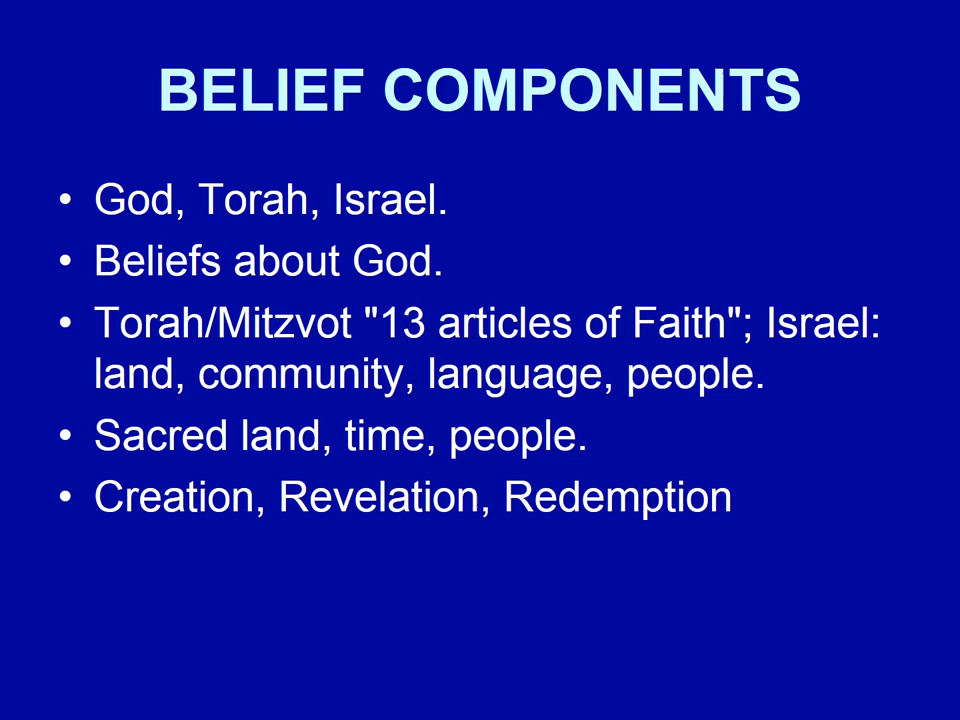 BELIEF COMPONENTS
• God, Torah, Israel.
• Beliefs about God.
• Torah/Mitzvot "13 articles of Faith"; Israel:
land, community, language, people.
• Sacred land, time, people.
• Creation, Revelation, Redemption